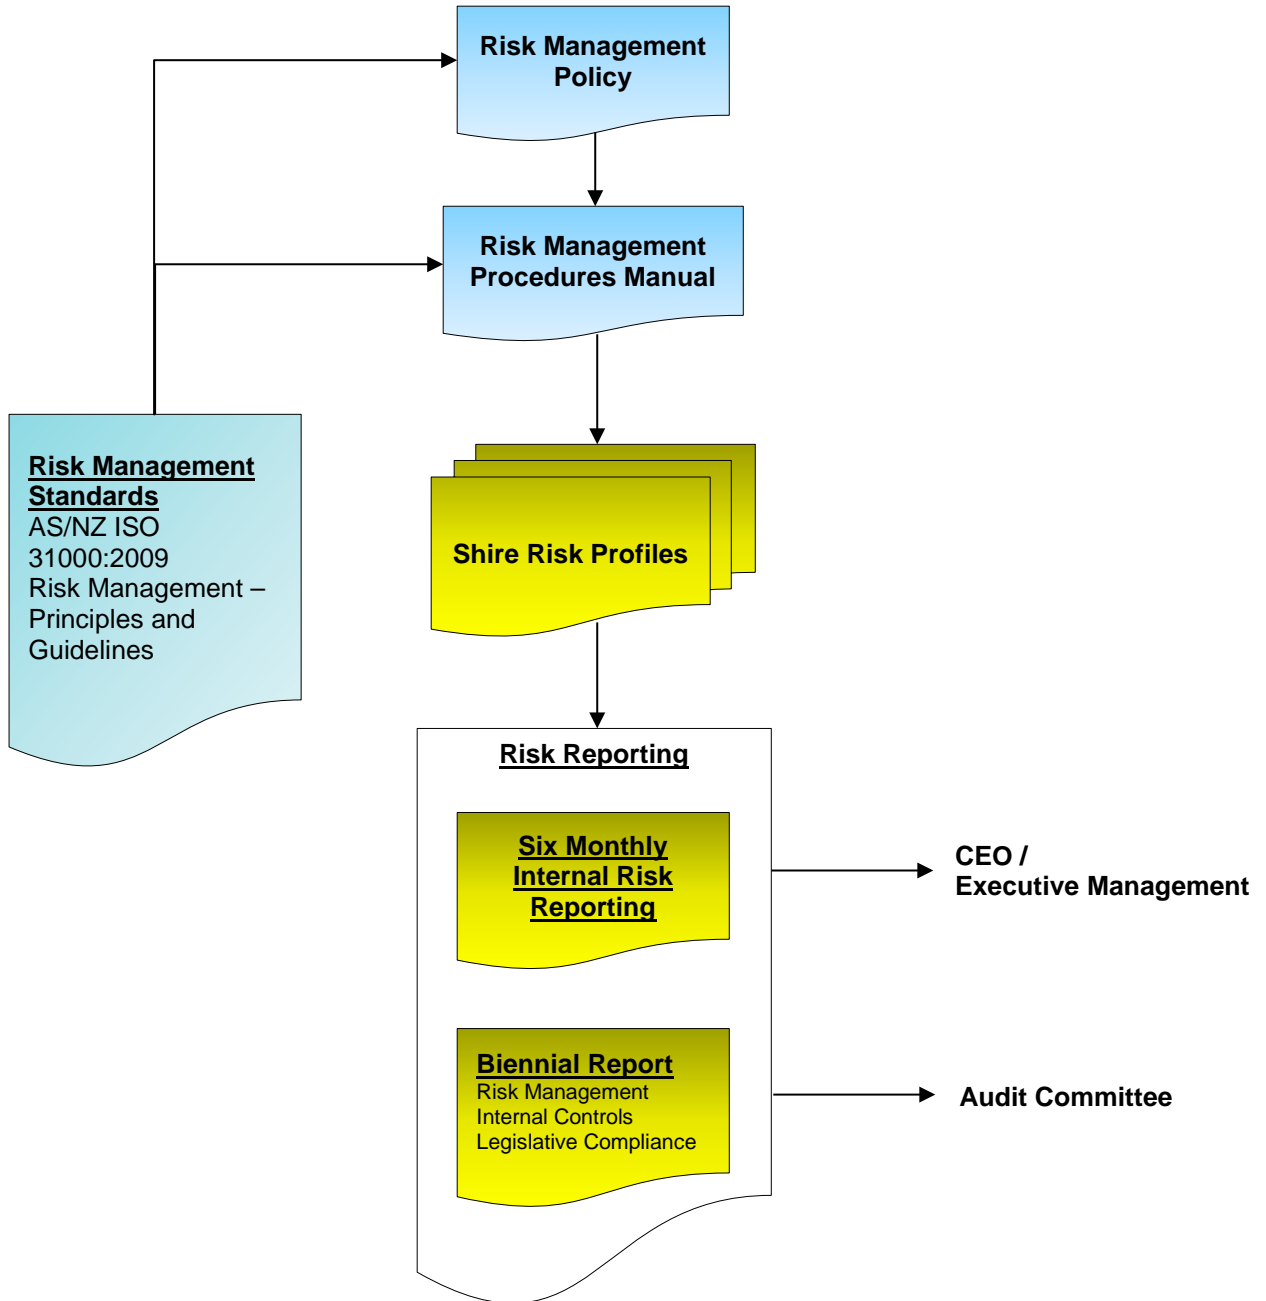 Risk Management
Policy
Risk Management
Procedures Manual
Risk Management
Standards
AS/NZ ISO
31000:2009
Risk Management –
Principles and
Guidelines
Shire Risk Profiles
Risk Reporting
Six Monthly
Internal Risk
Reporting
CEO /
Executive Management
Biennial Report
Risk Management
Internal Controls
Legislative Compliance
Audit Committee